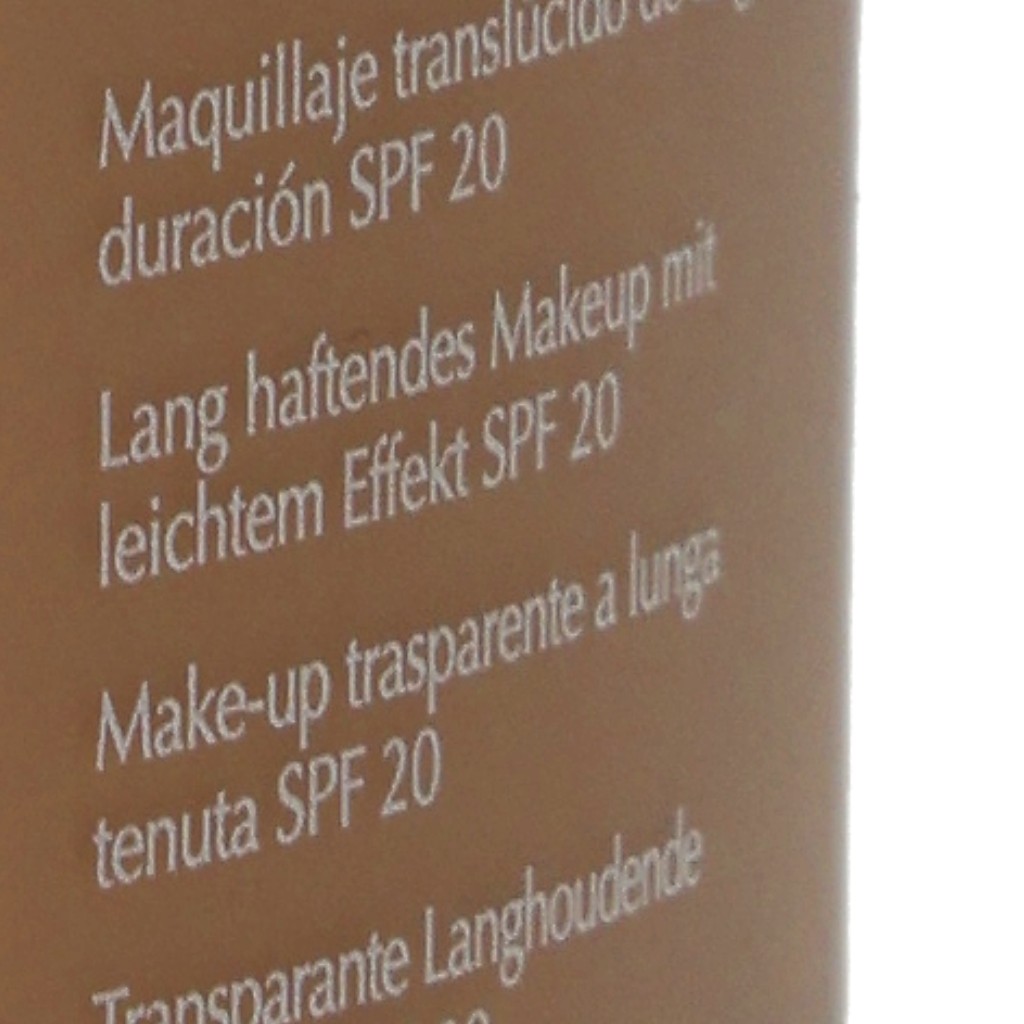 Maquillaje translúcido
duración SPF 20
Lang haftendes Makeup mit
leichtem Effekt SPF 20
Make-up trasparente a lunga
tenuta SPF 20
Transparante Langhoudende